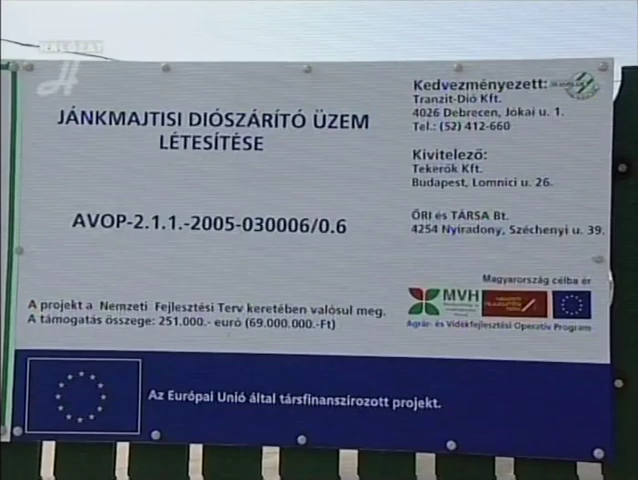 KÁLÓPAT
JÁNKMAJTISI DIÓSZÁRÍTÓ ÜZEM
LÉTESÍTÉSE
AVOP-2.1.1.-2005-030006/0.6
A projekt a Nemzeti Fejlesztési Terv keretében valósul meg.
A támogatás összege: 251.000.- euró (69.000.000.-Ft)
Kedvezményezett:
Tranzit-Dió Kft.
4026 Debrecen, Jókai u. 1.
Tel.: (52) 412-660
Kivitelező:
Tekerők Kft.
Budapest, Lomnici u. 26.
ŐRI és TÁRSA Bt.
4254 Nyíradony, Széchenyi u. 39.
Magyarország célba ér
MVH
Agrár- és Vidékfejlesztési Operatív Program
Az Európai Unió által társfinanszírozott projekt.